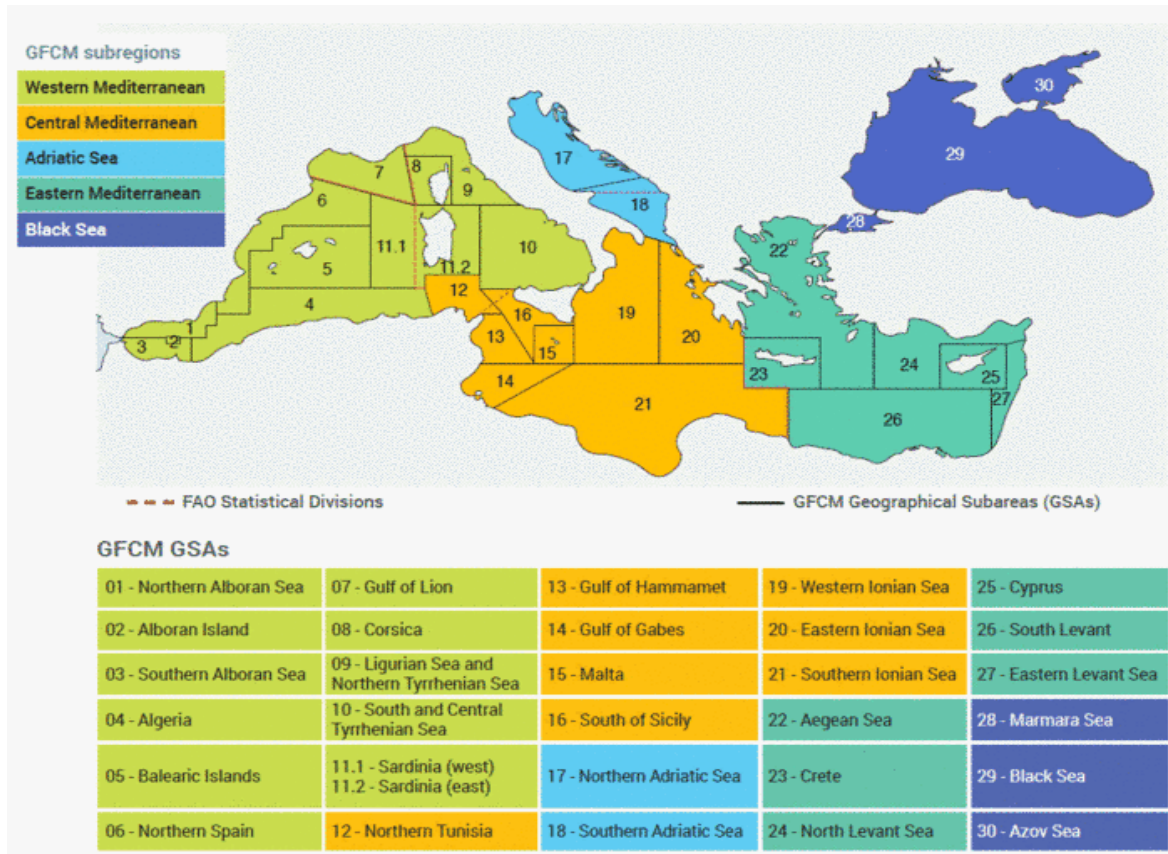 GFCM subregions
Western Mediterranean
Central Mediterranean
Adriatic Sea
Eastern Mediterranean
Black Sea
30
29
28
17
18
7
8
9
6
11.1
10
5
11.2
4
12
1
2
3
16
13
15
14
19
20
21
22
23
24
25
27
26
FAO Statistical Divisions
GFCM Geographical Subareas (GSAs)
GFCM GSAs
01 - Northern Alboran Sea
07 - Gulf of Lion
13 - Gulf of Hammamet
19 - Western Ionian Sea
25 - Cyprus
02 - Alboran Island
08 - Corsica
14 - Gulf of Gabes
20 - Eastern Ionian Sea
26 - South Levant
03 - Southern Alboran Sea
09 - Ligurian Sea and
Northern Tyrrhenian Sea
15 - Malta
21 - Southern Ionian Sea
27 - Eastern Levant Sea
04 - Algeria
10 - South and Central
Tyrrhenian Sea
16 - South of Sicily
22 - Aegean Sea
28 - Marmara Sea
05 - Balearic Islands
11.1 - Sardinia (west)
11.2 - Sardinia (east)
17 - Northern Adriatic Sea
23 - Crete
29 - Black Sea
06 - Northern Spain
12 - Northern Tunisia
18 - Southern Adriatic Sea
24 - North Levant Sea
30 - Azov Sea